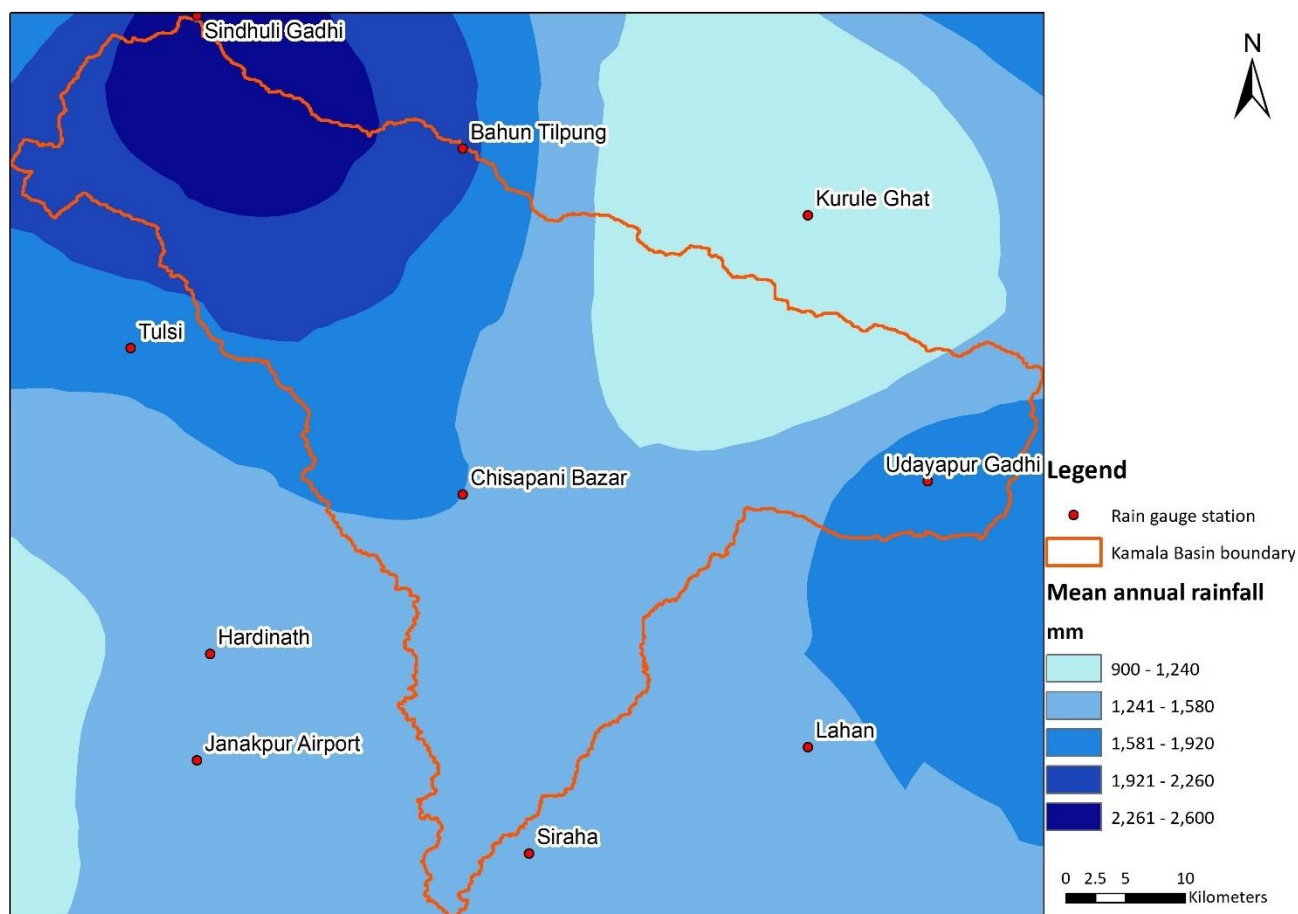 Sindhuli Gadhi
N
Bahun Tilpung
Kurule Ghat
Tulsi
Udayapur Gadhi
Chisapani Bazar
Legend
Rain gauge station
Kamala Basin boundary
Mean annual rainfall
mm
Hardinath
900 - 1,240
1,241 - 1,580
Lahan
Janakpur Airport
1,581 - 1,920
1,921 - 2,260
2,261 - 2,600
Siraha
0 2.5 5 10
Kilometers